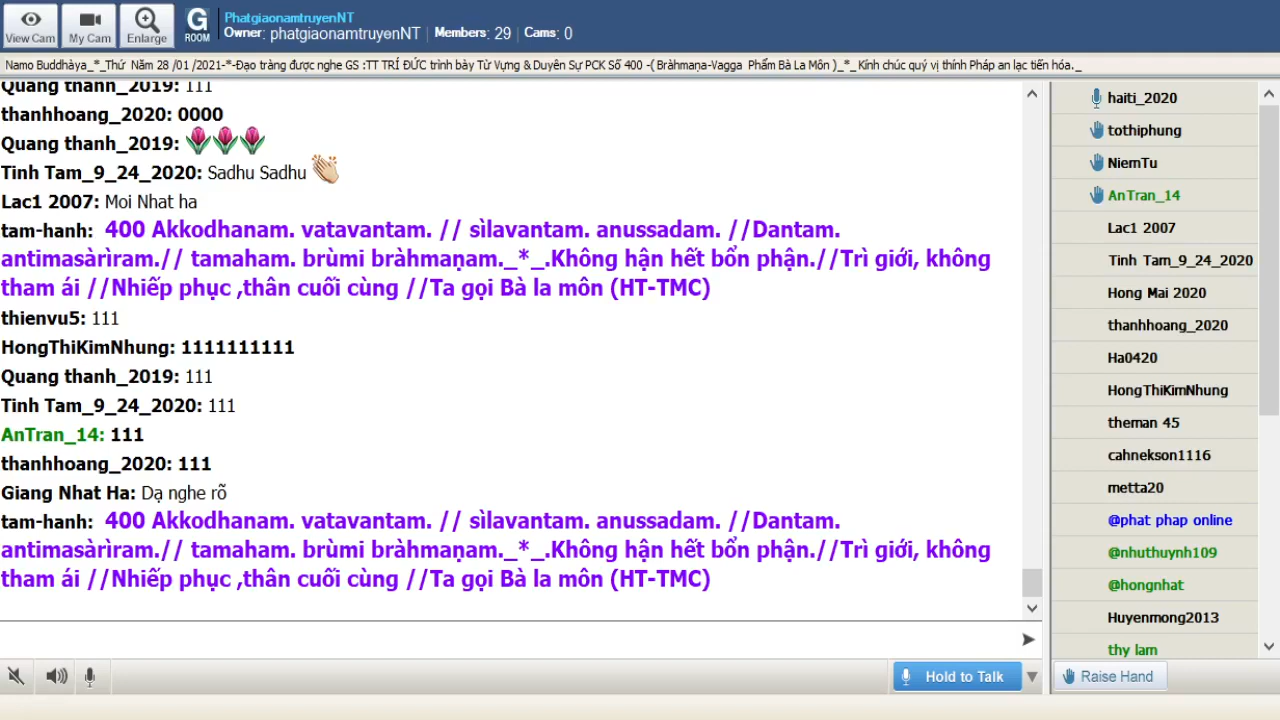 View Cam
My Cam
Enlarge
G
ROOM
PhatgiaonamtruyenNT
Owner: phatgiaonamtruyenNT | Members: 29 | Cams: 0
Namo Buddhàya_*_Thứ Năm 28 /01 /2021-*-Đạo tràng được nghe GS :TT TRÍ ĐỨC trình bày Từ Vựng & Duyên Sự PCK Số 400 -( Bràhmaṇa-Vagga Phẩm Bà La Môn )_*_Kính chúc quý vị thính Pháp an lạc tiến hóa._
Quang thanh_2019: 111
thanhhoang_2020: 0000
Quang thanh_2019:
Tinh Tam_9_24_2020: Sadhu Sadhu
Lac1 2007: Moi Nhat ha
tam-hanh: 400 Akkodhanam. vatavantam. // sìlavantam. anussadam. //Dantam.
antimasàrìram.// tamaham. brùmi bràhmaṇam._*_.Không hận hết bổn phận.//Trì giới, không
tham ái //Nhiếp phục ,thân cuối cùng //Ta gọi Bà la môn (HT-TMC)
thienvu5: 111
HongThiKimNhung: 1111111111
Quang thanh_2019: 111
Tinh Tam_9_24_2020: 111
AnTran_14: 111
thanhhoang_2020: 111
Giang Nhat Ha: Dạ nghe rõ
tam-hanh: 400 Akkodhanam. vatavantam. // sìlavantam. anussadam. //Dantam.
antimasàrìram.// tamaham. brùmi bràhmaṇam._*_.Không hận hết bổn phận.//Trì giới, không
tham ái //Nhiếp phục ,thân cuối cùng //Ta gọi Bà la môn (HT-TMC)
Hold to Talk
haiti_2020
tothiphung
NiemTu
AnTran_14
Lac1 2007
Tinh Tam_9_24_2020
Hong Mai 2020
thanhhoang_2020
Ha0420
HongThiKimNhung
theman 45
cahnekson1116
metta20
@phat phap online
@nhuthuynh109
@hongnhat
Huyenmong2013
thy lam
Raise Hand